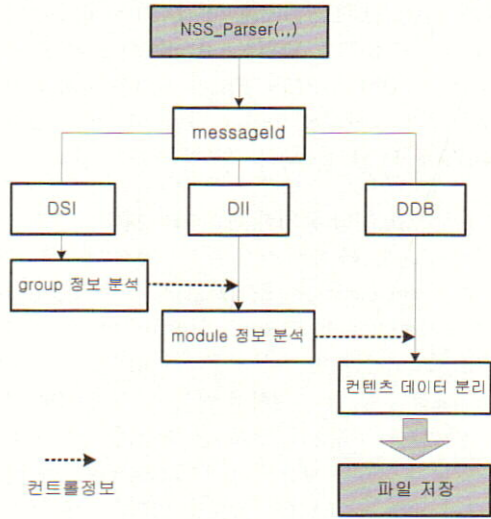 NSS_Parser(,,)
messageId
DSI
DII
DDB
group 정보 분석
module 정보 분석
컨텐츠 데이터 분리
컨트롤정보
파일 저장